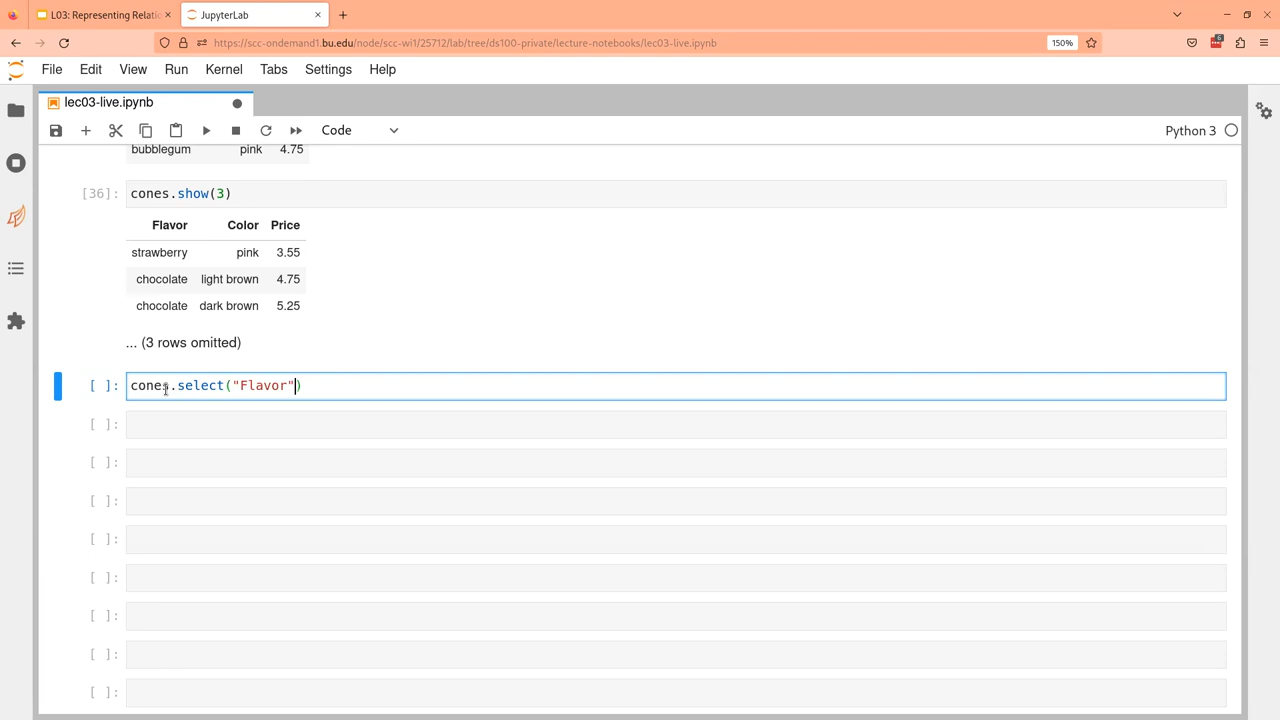 L03: Representing Relatio
JupyterLab
https://scc-ondemand1.bu.edu/node/scc-wi1/25712/lab/tree/ds100-private/lecture-notebooks/lec03-live.ipynb
150%
6
File Edit View Run Kernel Tabs Settings Help
lec03-live.ipynb
Code
Python 3
bubblegum pink 4.75
[36]: cones.show(3)
Flavor Color Price
strawberry pink 3.55
chocolate light brown 4.75
chocolate dark brown 5.25
... (3 rows omitted)
[ ]: cones.select("Flavor")
[ ]:
[ ]:
[ ]:
[ ]:
[ ]:
[ ]:
[ ]:
[ ]: